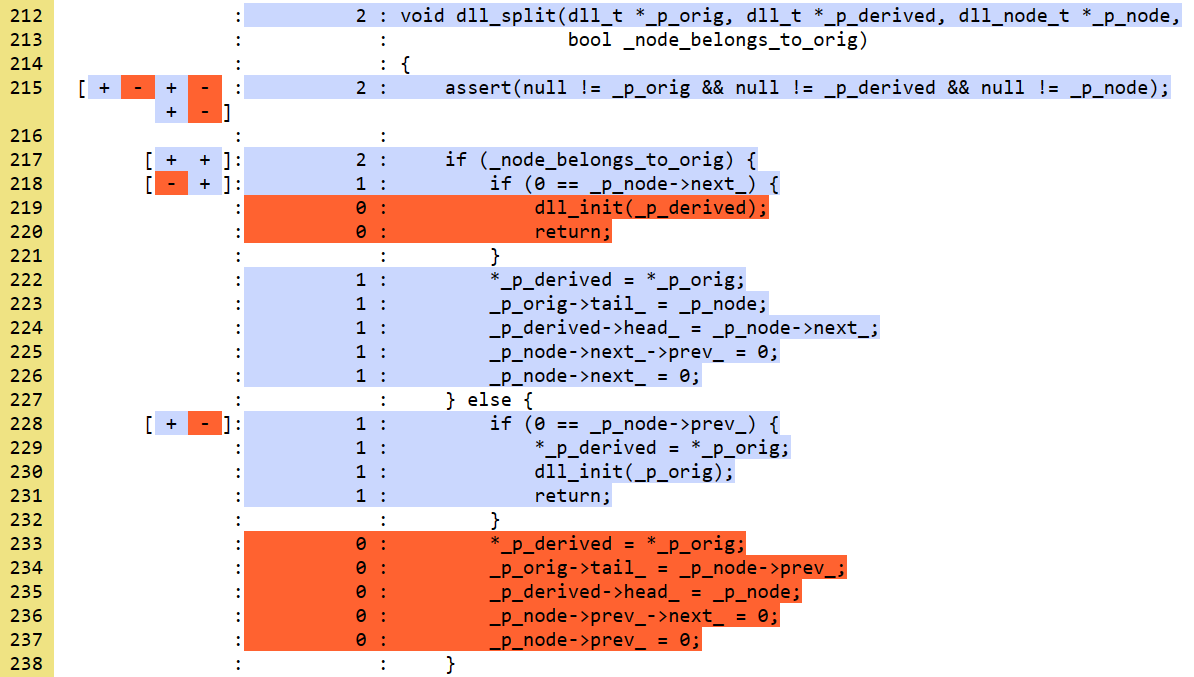 212 : 2 : void dll_split(dll_t *_p_orig, dll_t *_p_derived, dll_node_t *_p_node,
213 : : bool _node_belongs_to_orig)
214 : : {
215 [ + - + - : 2 : assert(null != _p_orig && null != _p_derived && null != _p_node);
+ - ]
216 : :
217 [ + + ]: 2 : if (_node_belongs_to_orig) {
218 [ - + ]: 1 : if (0 == _p_node->next_) {
219 : 0 : dll_init(_p_derived);
220 : 0 : return;
221 : : }
222 : 1 : *_p_derived = *_p_orig;
223 : 1 : _p_orig->tail_ = _p_node;
224 : 1 : _p_derived->head_ = _p_node->next_;
225 : 1 : _p_node->next_->prev_ = 0;
226 : 1 : _p_node->next_ = 0;
227 : : } else {
228 [ + - ]: 1 : if (0 == _p_node->prev_) {
229 : 1 : *_p_derived = *_p_orig;
230 : 1 : dll_init(_p_orig);
231 : 1 : return;
232 : : }
233 : 0 : *_p_derived = *_p_orig;
234 : 0 : _p_orig->tail_ = _p_node->prev_;
235 : 0 : _p_derived->head_ = _p_node;
236 : 0 : _p_node->prev_->next_ = 0;
237 : 0 : _p_node->prev_ = 0;
238 : : }